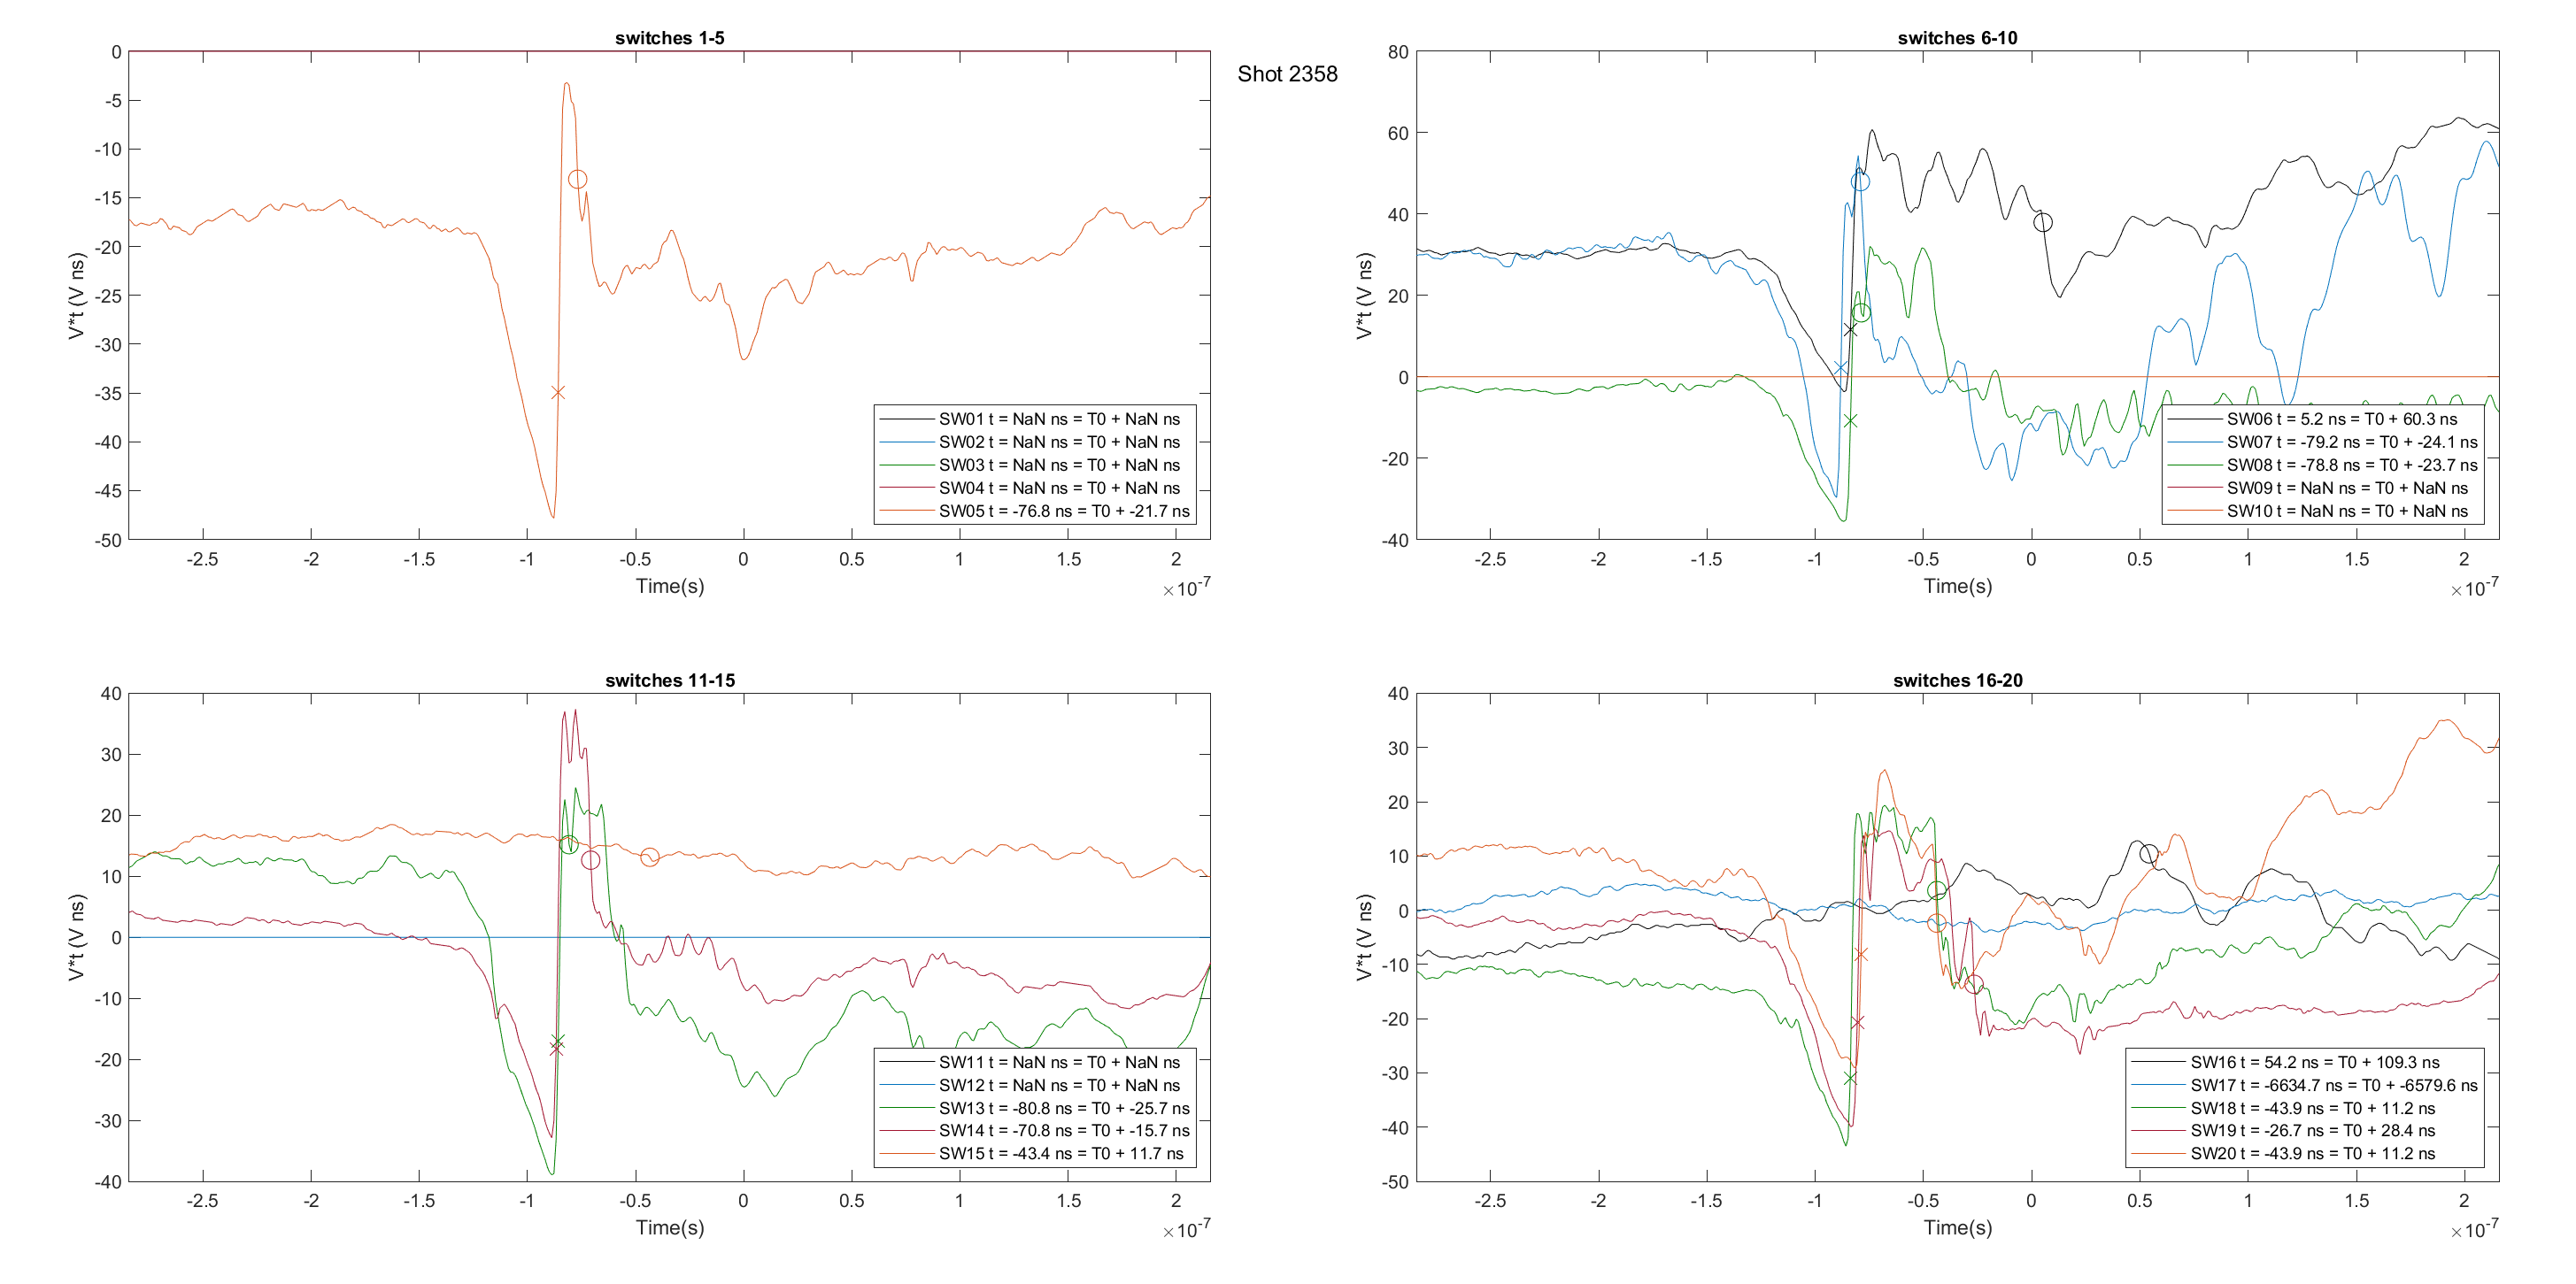 Shot 2358
switches 1-5
V*t (V ns)
0
-5
-10
-15
-20
-25
-30
-35
-40
-45
-50
-2.5 -2 -1.5 -1 -0.5 0 0.5 1 1.5 2
Time(s)
×10-7
SW01 t = NaN ns = T0 + NaN ns
SW02 t = NaN ns = T0 + NaN ns
SW03 t = NaN ns = T0 + NaN ns
SW04 t = NaN ns = T0 + NaN ns
SW05 t = -76.8 ns = T0 + -21.7 ns
switches 6-10
V*t (V ns)
80
60
40
20
0
-20
-40
-2.5 -2 -1.5 -1 -0.5 0 0.5 1 1.5 2
Time(s)
×10-7
SW06 t = 5.2 ns = T0 + 60.3 ns
SW07 t = -79.2 ns = T0 + -24.1 ns
SW08 t = -78.8 ns = T0 + -23.7 ns
SW09 t = NaN ns = T0 + NaN ns
SW10 t = NaN ns = T0 + NaN ns
switches 11-15
V*t (V ns)
40
30
20
10
0
-10
-20
-30
-40
-2.5 -2 -1.5 -1 -0.5 0 0.5 1 1.5 2
Time(s)
×10-7
SW11 t = NaN ns = T0 + NaN ns
SW12 t = NaN ns = T0 + NaN ns
SW13 t = -80.8 ns = T0 + -25.7 ns
SW14 t = -70.8 ns = T0 + -15.7 ns
SW15 t = -43.4 ns = T0 + 11.7 ns
switches 16-20
V*t (V ns)
40
30
20
10
0
-10
-20
-30
-40
-50
-2.5 -2 -1.5 -1 -0.5 0 0.5 1 1.5 2
Time(s)
×10-7
SW16 t = 54.2 ns = T0 + 109.3 ns
SW17 t = -6634.7 ns = T0 + -6579.6 ns
SW18 t = -43.9 ns = T0 + 11.2 ns
SW19 t = -26.7 ns = T0 + 28.4 ns
SW20 t = -43.9 ns = T0 + 11.2 ns